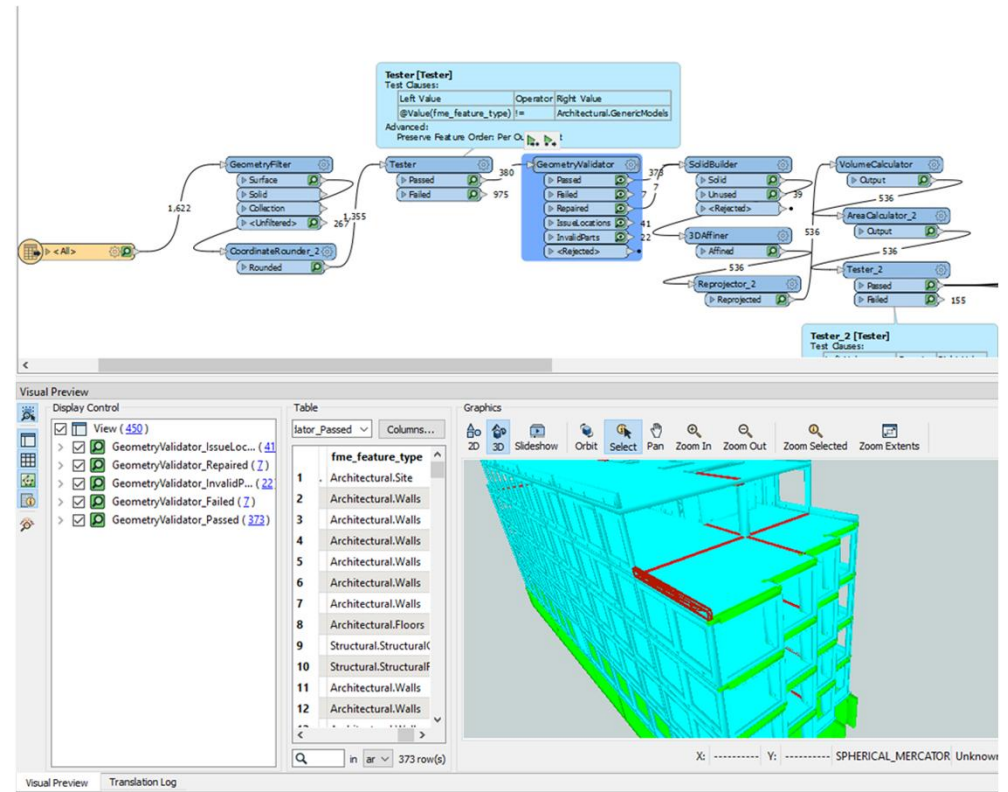 Tester [Tester]
Test Clauses:
Left Value Operator Right Value
@Value(fme_feature_type) != Architectural.GenericModels
Advanced:
Preserve Feature Order: Per Ou t
<All>
1,622
GeometryFilter
Surface
Solid
Collection
<Unfiltered>
267
1,355
CoordinateRounder_2
Rounded
Tester
Passed
380
Failed
975
GeometryValidator
Passed
373
Failed
7
Repaired
7
IssueLocations
41
InvalidParts
22
<Rejected>
SolidBuilder
Solid
Unused
39
<Rejected>
3DAffiner
Affined
536
536
Reprojector_2
Reprojected
VolumeCalculator
Output
536
AreaCalculator_2
Output
536
Tester_2
Passed
Failed
155
Tester_2 [Tester]
Test Clauses:
Visual Preview
Display Control
View (450)
GeometryValidator_IssueLoc... (41
GeometryValidator_Repaired (7)
GeometryValidator_InvalidP... (22
GeometryValidator_Failed (7)
GeometryValidator_Passed (373)
Table
lator_Passed Columns...
fme_feature_type
1 . Architectural.Site
2 Architectural.Walls
3 Architectural.Walls
4 Architectural.Walls
5 Architectural.Walls
6 Architectural.Walls
7 Architectural.Walls
8 Architectural.Floors
9 Structural.Structural
10 Structural.Structural
11 Architectural.Walls
12 Architectural.Walls
in ar 373 row(s)
Graphics
2D 3D Slideshow Orbit Select Pan Zoom In Zoom Out Zoom Selected Zoom Extents
X: ---------- Y: ---------- SPHERICAL_MERCATOR Unknown
Visual Preview Translation Log